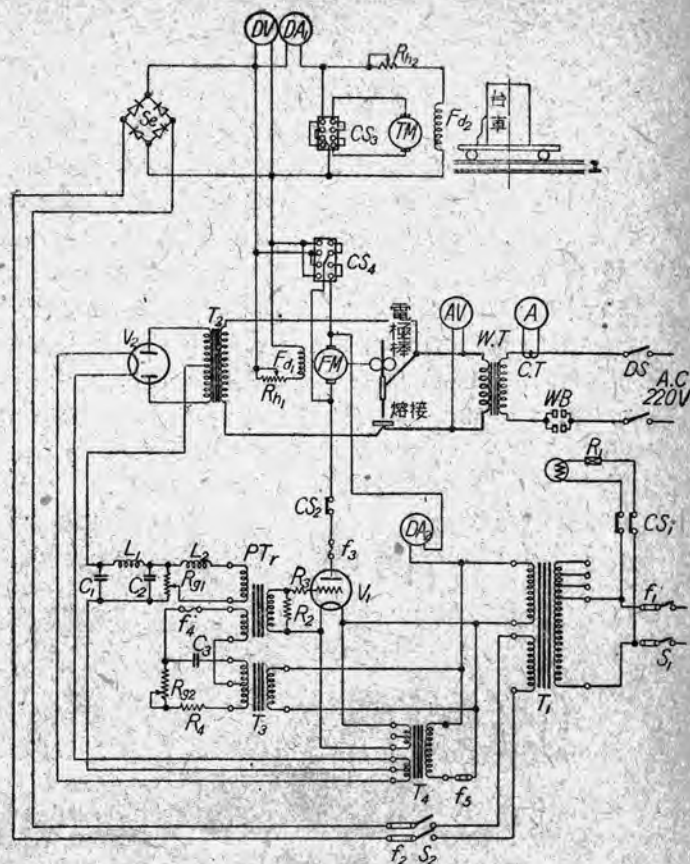 DV DA₁
Rh₂
Se
CS₃
TM
Fd₂
台車
1
CS₄
T₂
V₂
電極棒
AV
W.T
A
C.T
DS
A.C
220V
WB
Fd₁
Rh₁
FM
熔接
R₁
CS₂
CS₁
DA₂
f₃
L₁
L₂
PTr
C₁
C₂
Rg₁
R₃
V₁
R₂
f₄
C₃
f₁
S₁
Rg₂
R₄
T₃
T₁
T₄
f₅
f₂
S₂